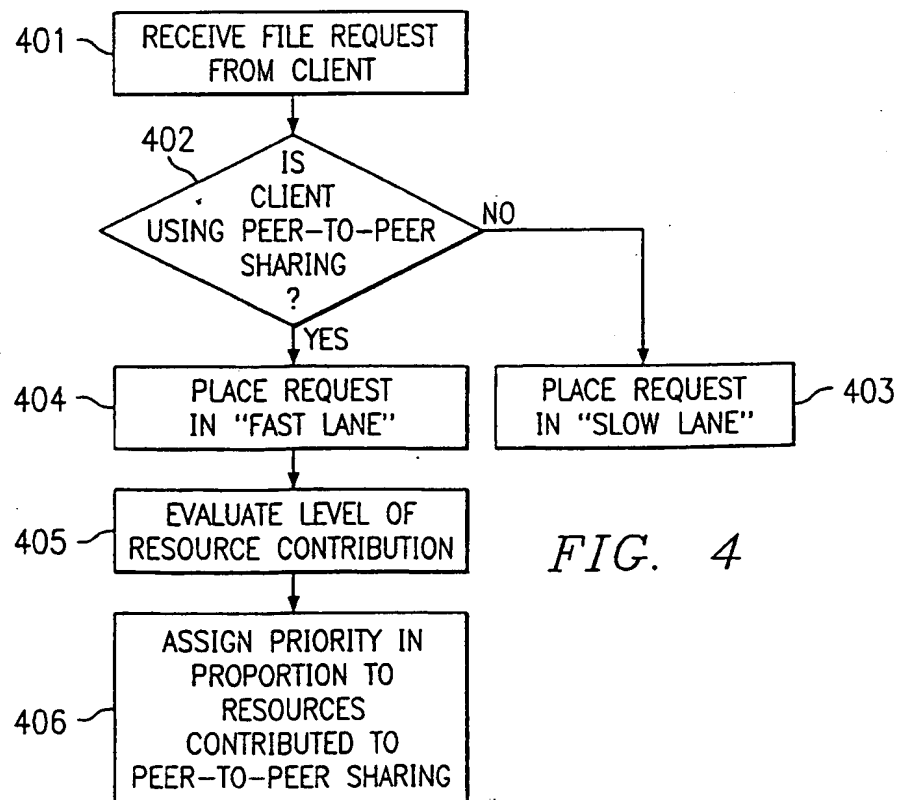 401
RECEIVE FILE REQUEST
FROM CLIENT
402
IS
CLIENT
USING PEER-TO-PEER
SHARING
?
NO
YES
404
PLACE REQUEST
IN "FAST LANE"
PLACE REQUEST
IN "SLOW LANE"
403
405
EVALUATE LEVEL OF
RESOURCE CONTRIBUTION
FIG. 4
406
ASSIGN PRIORITY IN
PROPORTION TO
RESOURCES
CONTRIBUTED TO
PEER-TO-PEER SHARING